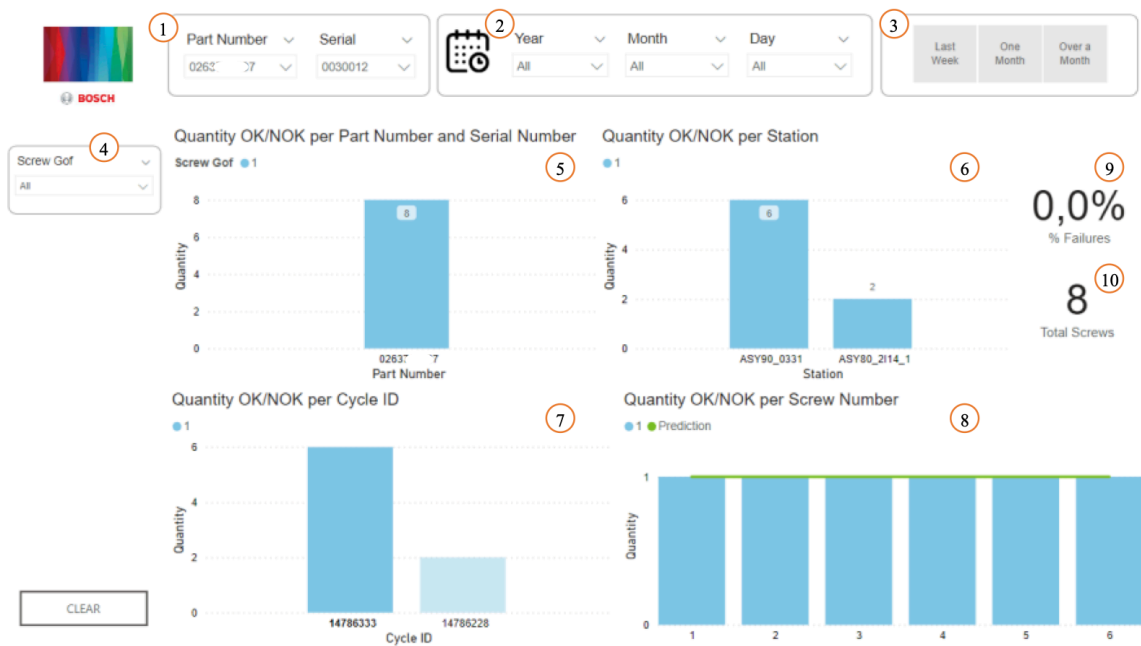 1
Part Number
Serial
0030012
2
Year
Month
Day
All
All
All
3
Last
Week
One
Month
Over a
Month
BOSCH
4
Screw Gof
All
Quantity OK/NOK per Part Number and Serial Number
Screw Gof 1
5
8
6
4
2
0
Quantity
8
Part Number
Quantity OK/NOK per Station
1
6
6
4
2
0
Quantity
6
2
ASY90_0331
ASY80_2I14_1
Station
9
0,0%
% Failures
10
8
Total Screws
Quantity OK/NOK per Cycle ID
1
7
6
4
2
0
Quantity
14786333
14786228
Cycle ID
Quantity OK/NOK per Screw Number
1 Prediction
8
1
0
Quantity
1 2 3 4 5 6
CLEAR